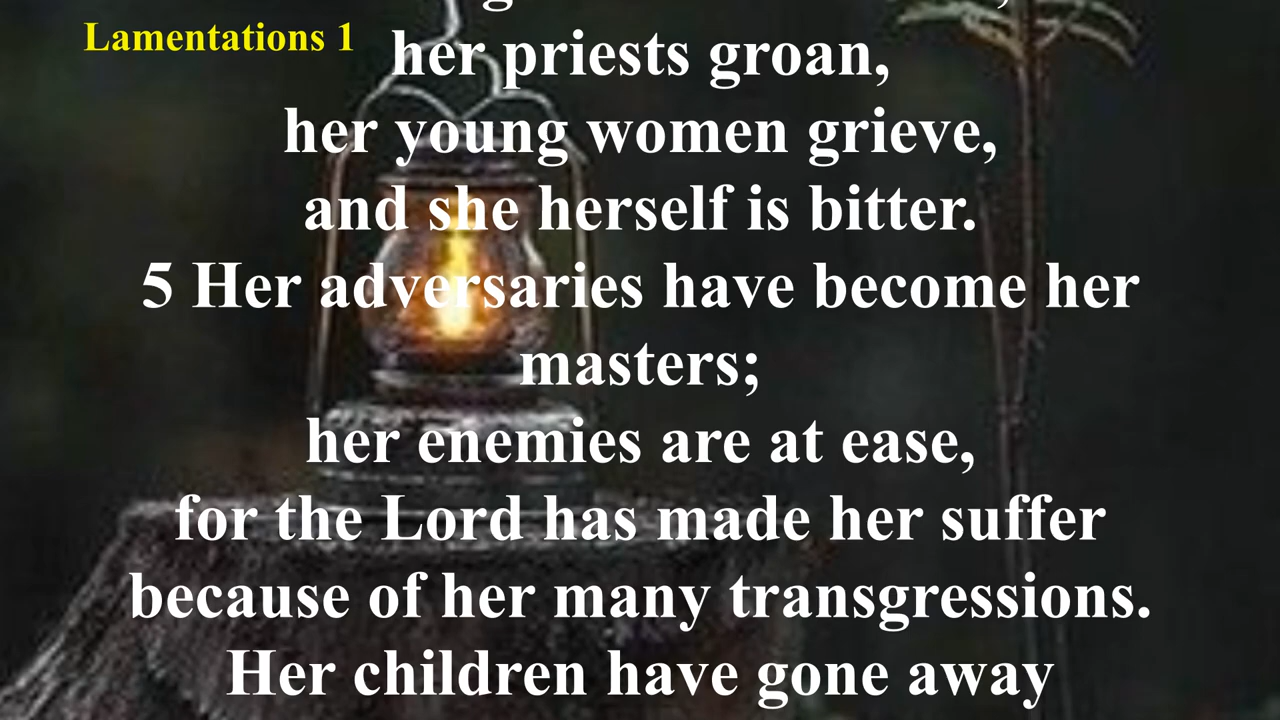 Lamentations 1
her priests groan,
her young women grieve,
and she herself is bitter.
5 Her adversaries have become her
masters;
her enemies are at ease,
for the Lord has made her suffer
because of her many transgressions.
Her children have gone away